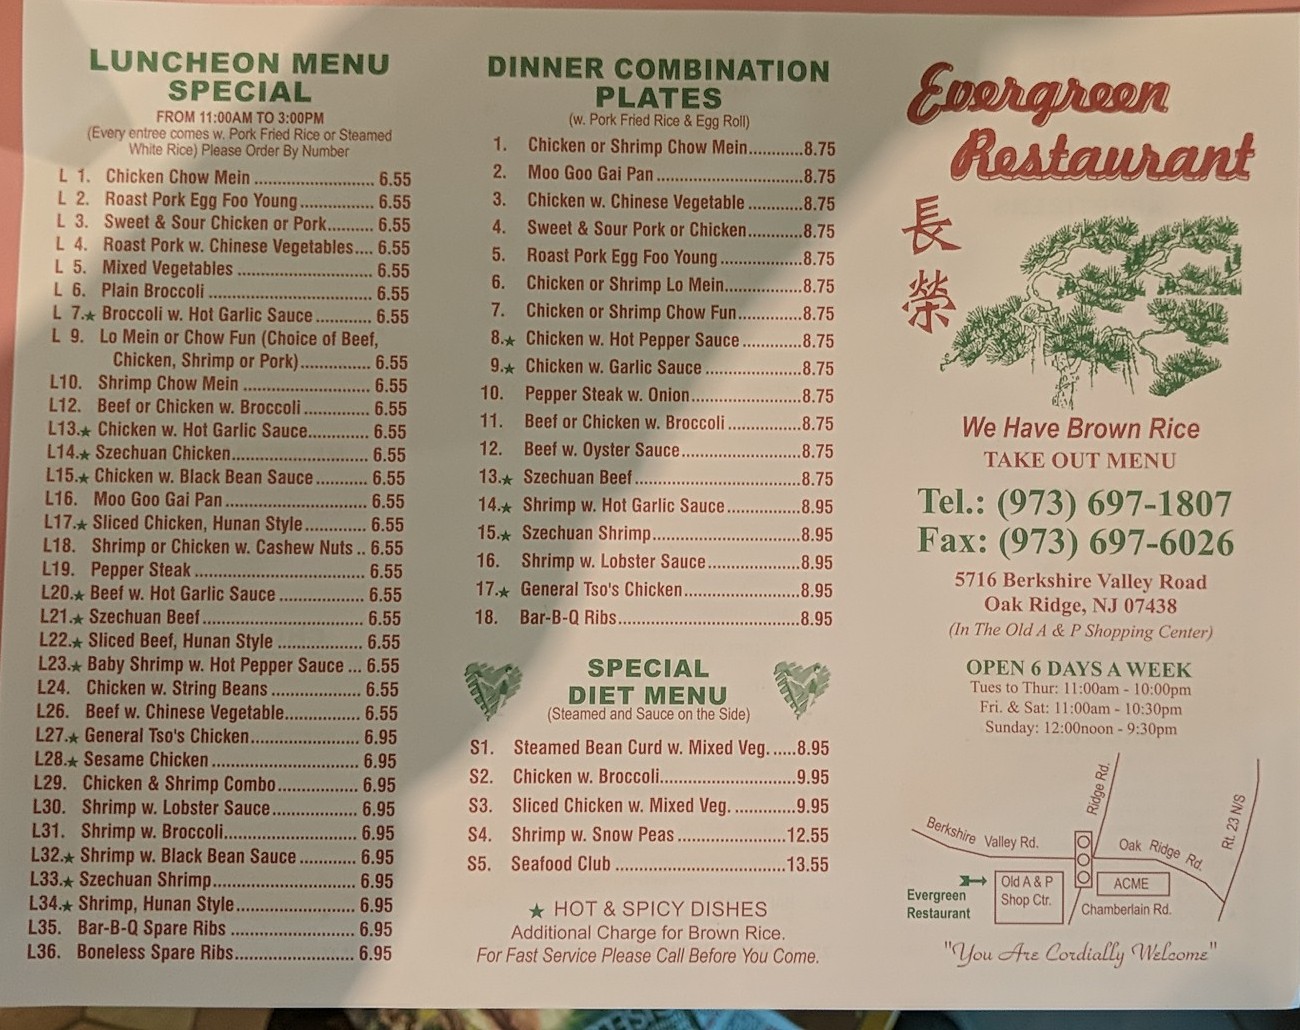 LUNCHEON MENU
SPECIAL
FROM 11:00AM TO 3:00PM
(Every entree comes w. Pork Fried Rice or Steamed
White Rice) Please Order By Number
L 1. Chicken Chow Mein ............................ 6.55
L 2. Roast Pork Egg Foo Young................. 6.55
L 3. Sweet & Sour Chicken or Pork.......... 6.55
L 4. Roast Pork w. Chinese Vegetables.... 6.55
L 5. Mixed Vegetables ............................... 6.55
L 6. Plain Broccoli ...................................... 6.55
L 7.★ Broccoli w. Hot Garlic Sauce ............. 6.55
L 9. Lo Mein or Chow Fun (Choice of Beef,
Chicken, Shrimp or Pork)................ 6.55
L10. Shrimp Chow Mein ............................. 6.55
L12. Beef or Chicken w. Broccoli ............... 6.55
L13.★ Chicken w. Hot Garlic Sauce.............. 6.55
L14.★ Szechuan Chicken................................ 6.55
L15.★ Chicken w. Black Bean Sauce ............ 6.55
L16. Moo Goo Gai Pan ................................. 6.55
L17.★ Sliced Chicken, Hunan Style.............. 6.55
L18. Shrimp or Chicken w. Cashew Nuts .. 6.55
L19. Pepper Steak ....................................... 6.55
L20.★ Beef w. Hot Garlic Sauce .................... 6.55
L21.★ Szechuan Beef...................................... 6.55
L22.★ Sliced Beef, Hunan Style .................... 6.55
L23.★ Baby Shrimp w. Hot Pepper Sauce ... 6.55
L24. Chicken w. String Beans ..................... 6.55
L26. Beef w. Chinese Vegetable.................. 6.55
L27.★ General Tso's Chicken......................... 6.95
L28.★ Sesame Chicken .................................. 6.95
L29. Chicken & Shrimp Combo................... 6.95
L30. Shrimp w. Lobster Sauce.................... 6.95
L31. Shrimp w. Broccoli............................... 6.95
L32.★ Shrimp w. Black Bean Sauce ............. 6.95
L33.★ Szechuan Shrimp................................. 6.95
L34.★ Shrimp, Hunan Style............................ 6.95
L35. Bar-B-Q Spare Ribs ............................. 6.95
L36. Boneless Spare Ribs............................ 6.95
DINNER COMBINATION
PLATES
(w. Pork Fried Rice & Egg Roll)
1. Chicken or Shrimp Chow Mein...........8.75
2. Moo Goo Gai Pan ..............................8.75
3. Chicken w. Chinese Vegetable ...........8.75
4. Sweet & Sour Pork or Chicken...........8.75
5. Roast Pork Egg Foo Young .................8.75
6. Chicken or Shrimp Lo Mein................8.75
7. Chicken or Shrimp Chow Fun.............8.75
8.★ Chicken w. Hot Pepper Sauce ............8.75
9.★ Chicken w. Garlic Sauce ....................8.75
10. Pepper Steak w. Onion.......................8.75
11. Beef or Chicken w. Broccoli ...............8.75
12. Beef w. Oyster Sauce.........................8.75
13.★ Szechuan Beef...................................8.75
14.★ Shrimp w. Hot Garlic Sauce................8.95
15.★ Szechuan Shrimp...............................8.95
16. Shrimp w. Lobster Sauce...................8.95
17.★ General Tso's Chicken........................8.95
18. Bar-B-Q Ribs......................................8.95
SPECIAL
DIET MENU
(Steamed and Sauce on the Side)
S1. Steamed Bean Curd w. Mixed Veg. .....8.95
S2. Chicken w. Broccoli............................9.95
S3. Sliced Chicken w. Mixed Veg. .............9.95
S4. Shrimp w. Snow Peas .......................12.55
S5. Seafood Club ....................................13.55
★ HOT & SPICY DISHES
Additional Charge for Brown Rice.
For Fast Service Please Call Before You Come.
Evergreen
Restaurant
長
榮
We Have Brown Rice
TAKE OUT MENU
Tel.: (973) 697-1807
Fax: (973) 697-6026
5716 Berkshire Valley Road
Oak Ridge, NJ 07438
(In The Old A & P Shopping Center)
OPEN 6 DAYS A WEEK
Tues to Thur: 11:00am - 10:00pm
Fri. & Sat: 11:00am - 10:30pm
Sunday: 12:00noon - 9:30pm
Ridge Rd.
Rt. 23 N/S
Berkshire Valley Rd.
Oak Ridge Rd.
Old A & P
Shop Ctr.
ACME
Evergreen
Restaurant
Chamberlain Rd.
"You Are Cordially Welcome"